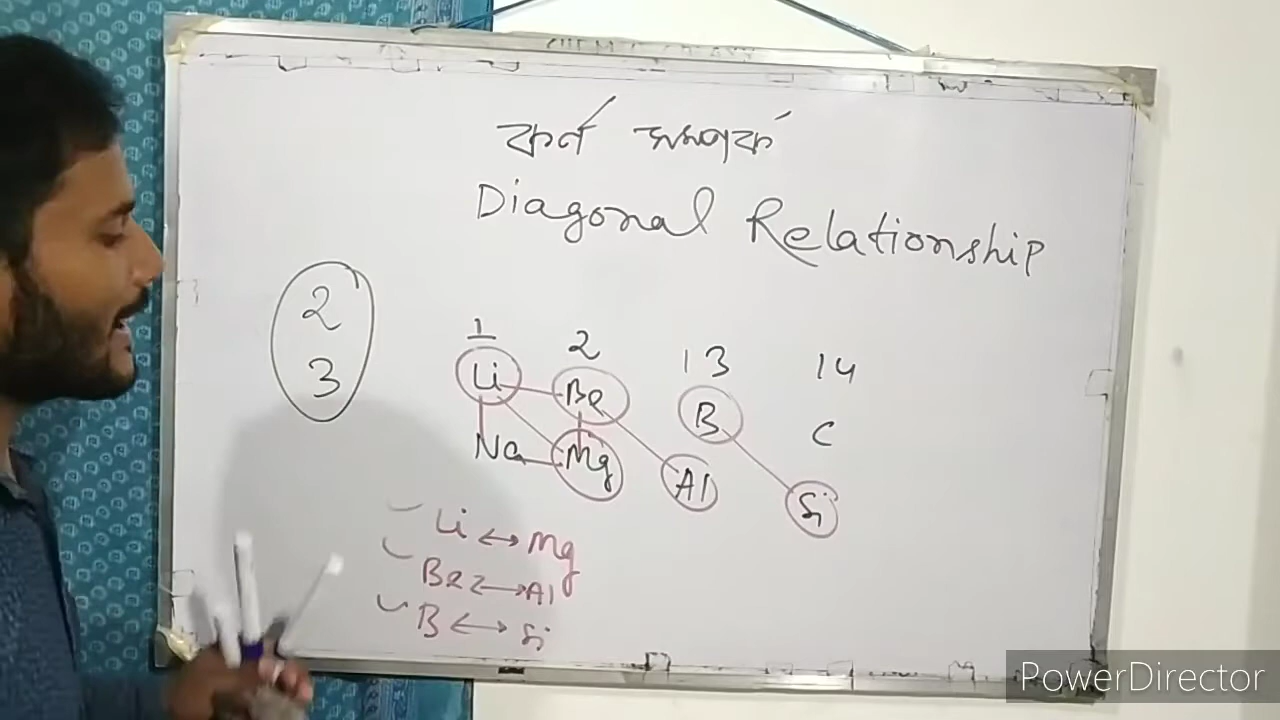 কর্ন সম্পর্ক
Diagonal Relationship
2
3
1 2 13 14
Li Be B C
Na Mg Al Si
Li ↔ Mg
Be ↔ Al
B ↔ Si
PowerDirector